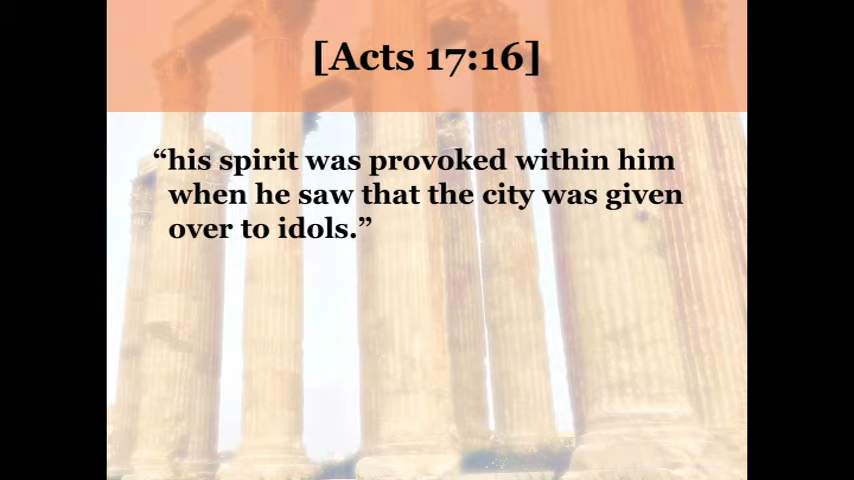 [Acts 17:16]
“his spirit was provoked within him
when he saw that the city was given
over to idols.”